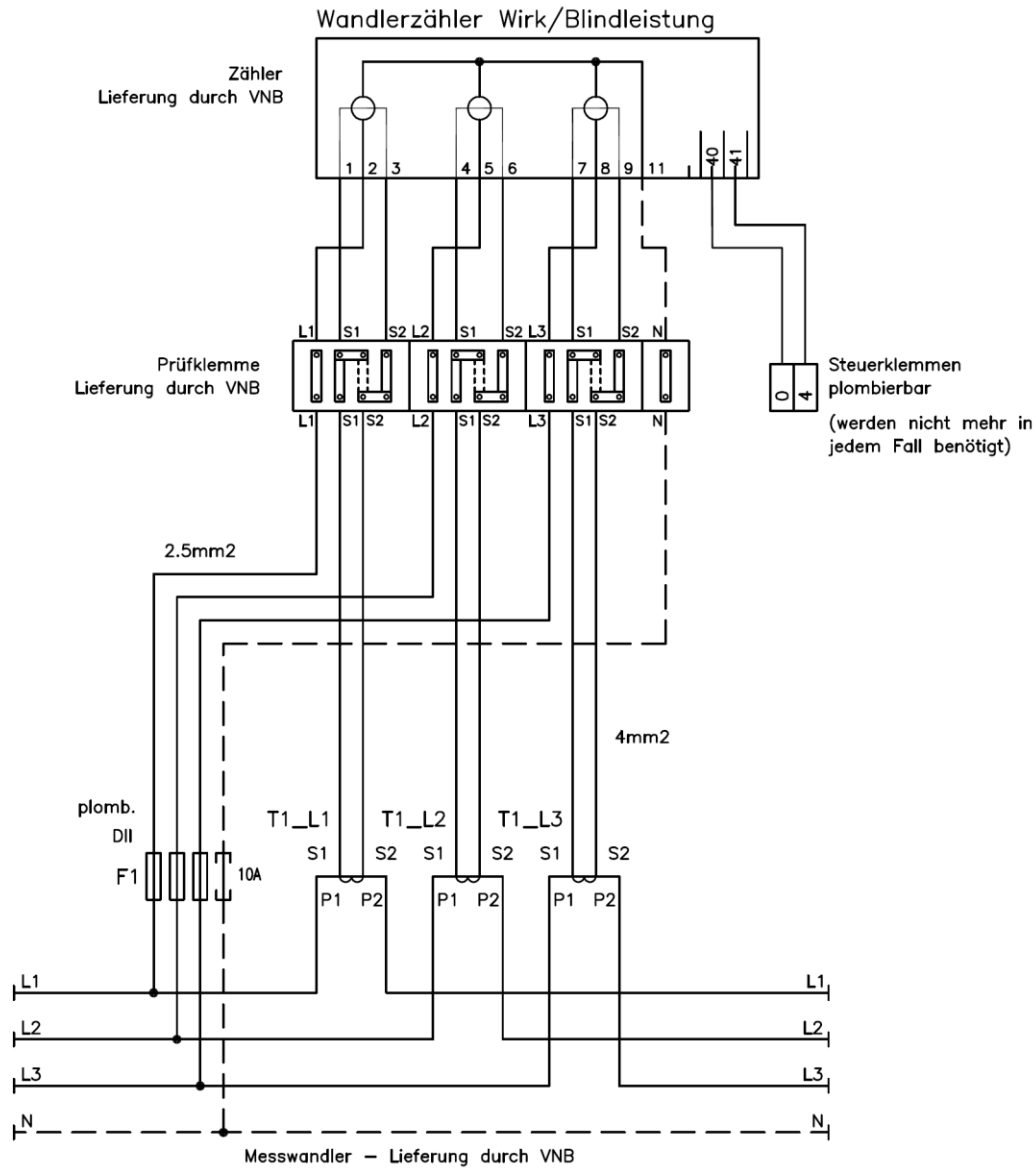 Wandlerzähler Wirk/Blindleistung
Zähler
Lieferung durch VNB
1 2 3 4 5 6 7 8 9 11 40 41
L1 S1 S2 L2 S1 S2 L3 S1 S2 N
Prüfklemme
Lieferung durch VNB
0 4
Steuerklemmen
plombierbar
(werden nicht mehr in
jedem Fall benötigt)
L1 S1 S2 L2 S1 S2 L3 S1 S2 N
2.5mm2
4mm2
plomb.
DII
F1
10A
T1_L1 T1_L2 T1_L3
S1 S2 S1 S2 S1 S2
P1 P2 P1 P2 P1 P2
L1 L1
L2 L2
L3 L3
N N
Messwandler – Lieferung durch VNB